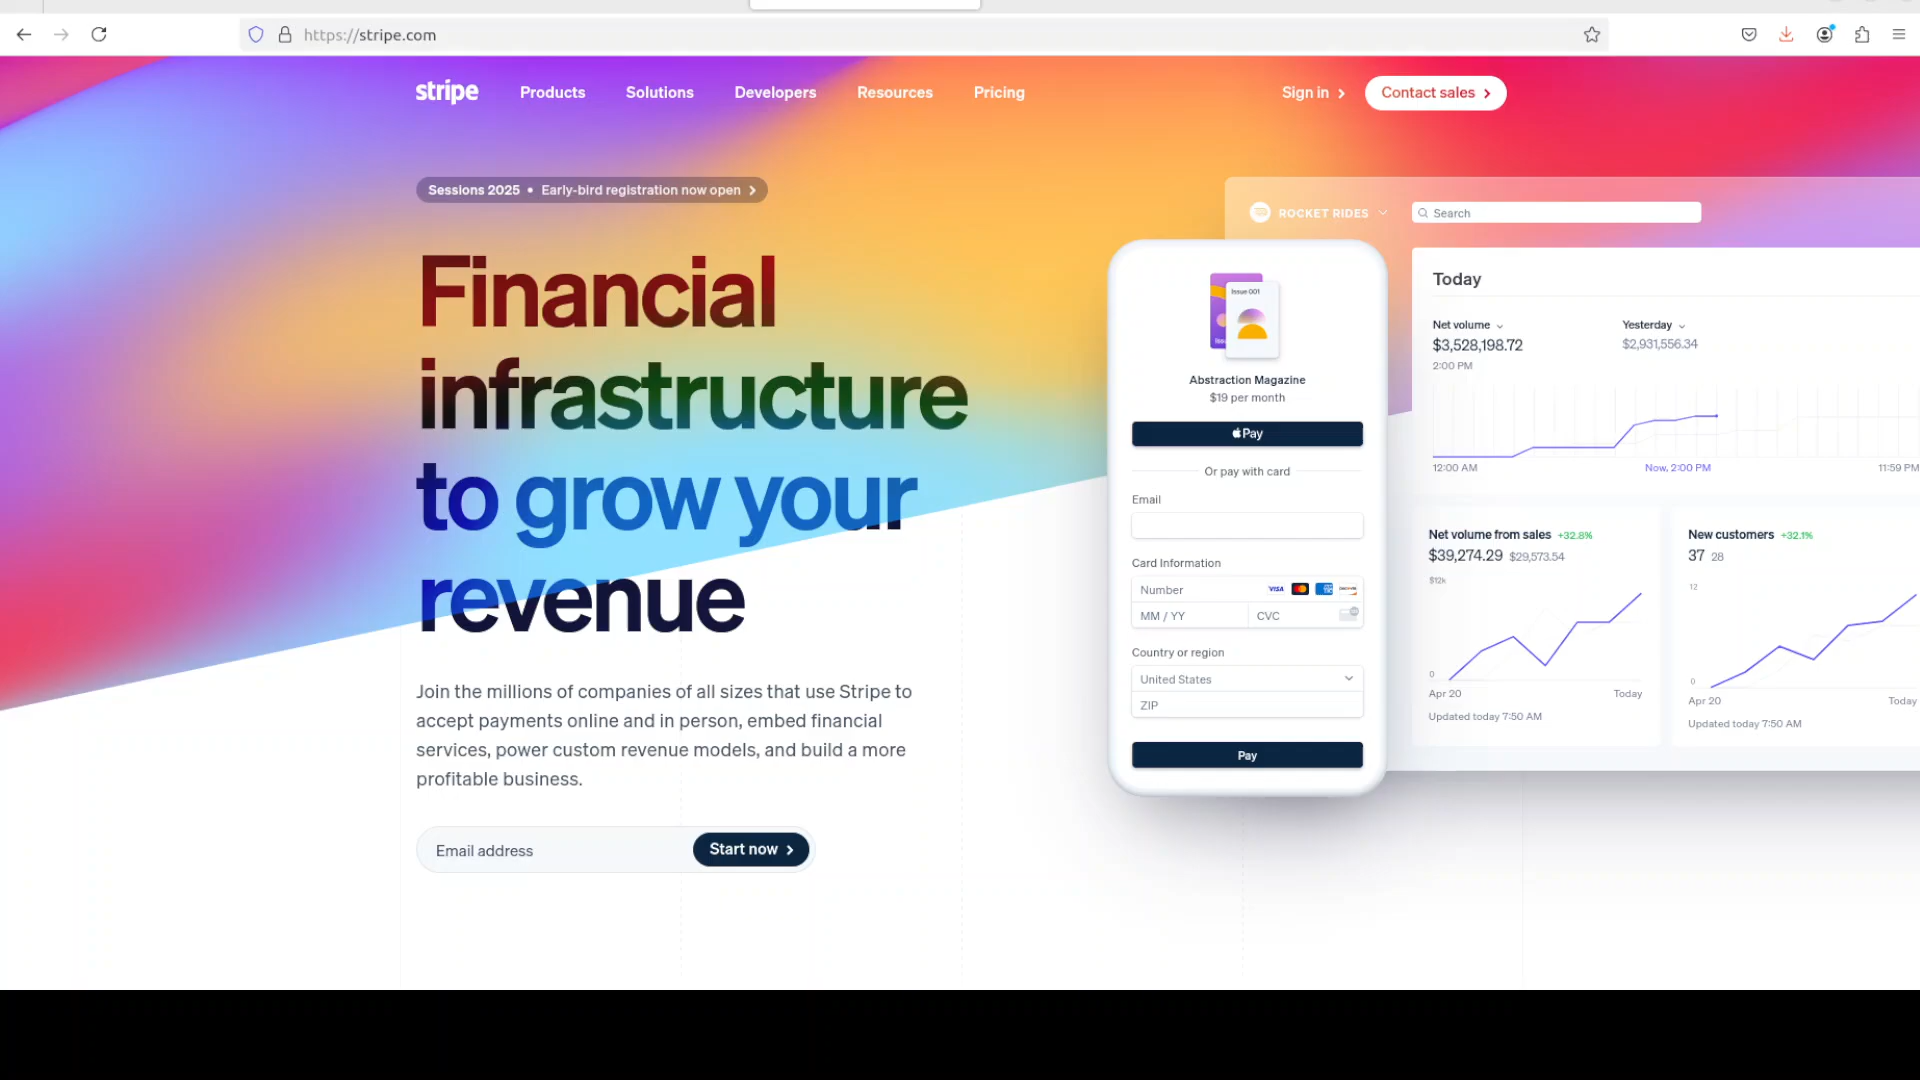 https://stripe.com
stripe
Products
Solutions
Developers
Resources
Pricing
Sign in
Contact sales
Sessions 2025 • Early-bird registration now open
Financial
infrastructure
to grow your
revenue
Join the millions of companies of all sizes that use Stripe to
accept payments online and in person, embed financial
services, power custom revenue models, and build a more
profitable business.
Email address
Start now
Issue 001
Abstraction Magazine
$19 per month
Pay
Or pay with card
Email
Card Information
Number
VISA
MM / YY
CVC
Country or region
United States
ZIP
Pay
ROCKET RIDES
Search
Today
Net volume
$3,528,198.72
2:00 PM
Yesterday
$2,931,556.34
12:00 AM
Now, 2:00 PM
11:59 PM
Net volume from sales +32.8%
$39,274.29 $29,573.54
$12k
0
Apr 20
Today
Updated today 7:50 AM
New customers +32.1%
37 28
12
0
Apr 20
Today
Updated today 7:50 AM